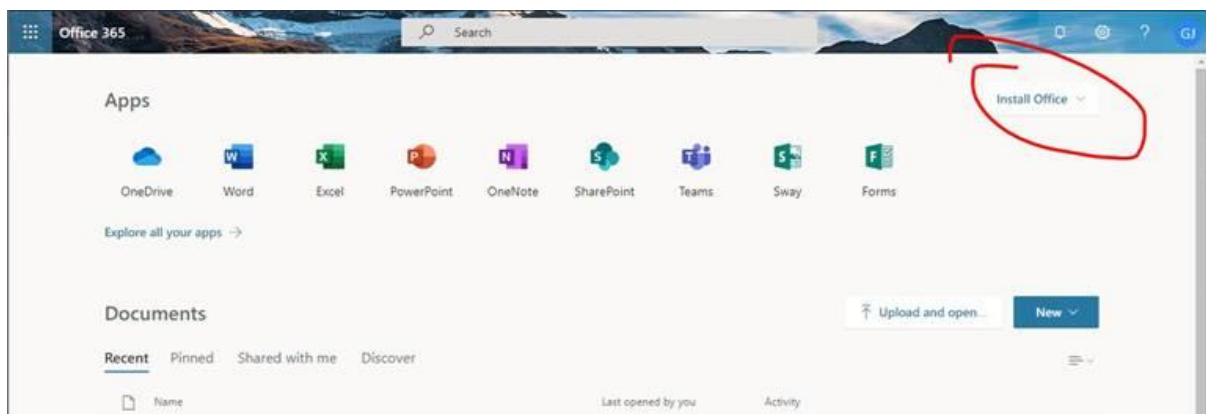 Office 365 Search ? GJ
Apps
Install Office
W X P N S T S F
OneDrive Word Excel PowerPoint OneNote SharePoint Teams Sway Forms
Explore all your apps →
Documents
Upload and open... New
Recent Pinned Shared with me Discover
Name Last opened by you Activity